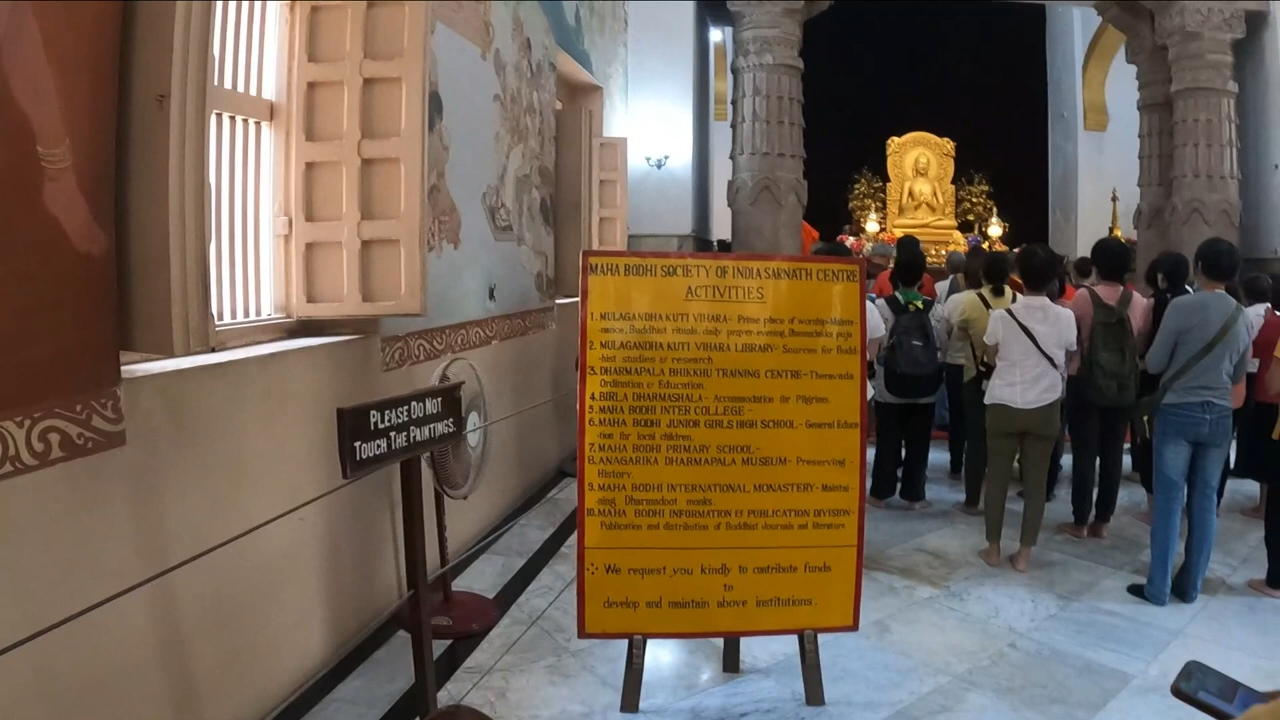 MAHA BODHI SOCIETY OF INDIA SARNATH CENTRE
ACTIVITIES
1. MULAGANDHA KUTI VIHARA- Prime place of worship-Mainte-
-nance, Buddhist rituals, daily prayer-evening, Dhammachakra puja
2. MULAGANDHA KUTI VIHARA LIBRARY- Sources for Budd-
-hist studies & research
3. DHARMAPALA BHIKKHU TRAINING CENTRE- Theravada
Ordination & Education.
4. BIRLA DHARMASHALA- Accommodation for Pilgrims.
5. MAHA BODHI INTER COLLEGE -
6. MAHA BODHI JUNIOR GIRLS HIGH SCHOOL- General Educa
-tion for local children.
7. MAHA BODHI PRIMARY SCHOOL-
8. ANAGARIKA DHARMAPALA MUSEUM- Preserving -
History.
9. MAHA BODHI INTERNATIONAL MONASTERY- Maintai-
-ning Dharmadoot monks.
10. MAHA BODHI INFORMATION & PUBLICATION DIVISION-
Publication and distribution of Buddhist Journals and literature
We request you kindly to contribute funds
to
develop and maintain above institutions.
PLEASE DO NOT
TOUCH THE PAINTINGS.